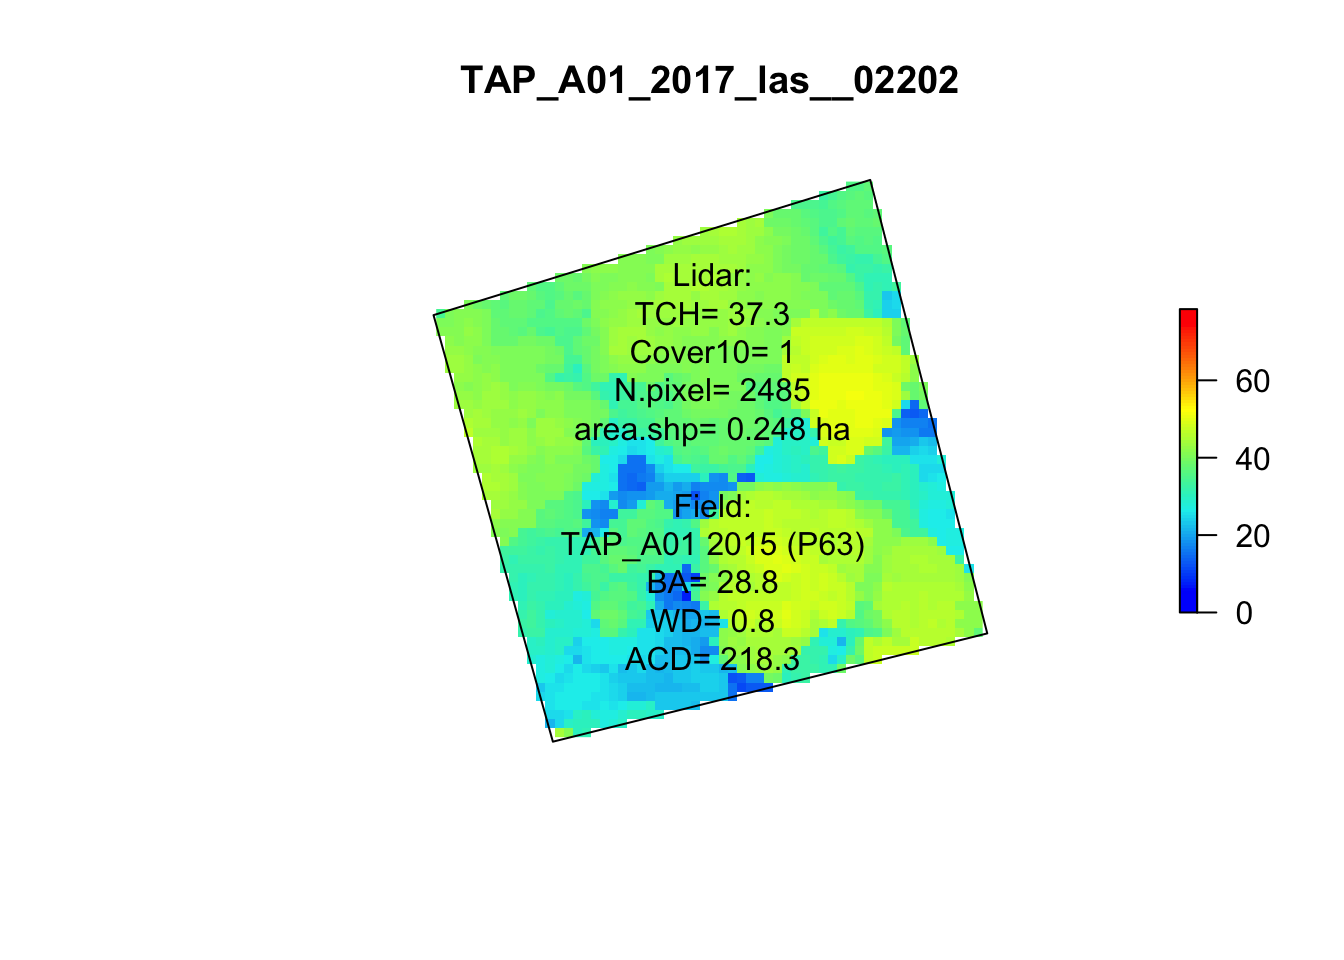 TAP_A01_2017_las__02202
Lidar:
TCH= 37.3
Cover10= 1
N.pixel= 2485
area.shp= 0.248 ha
Field:
TAP_A01 2015 (P63)
BA= 28.8
WD= 0.8
ACD= 218.3
60
40
20
0